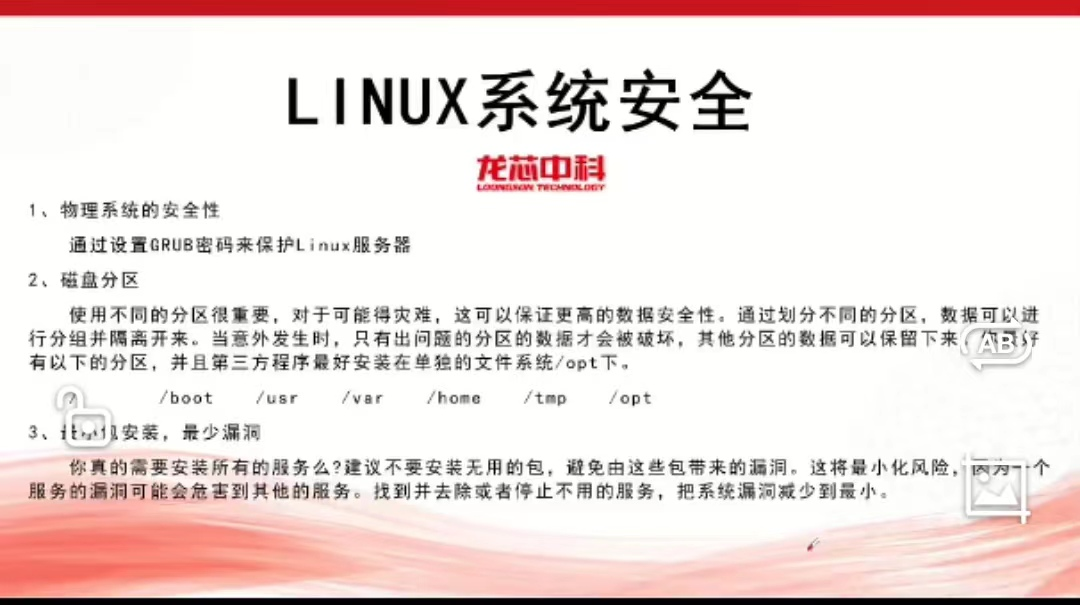 LINUX系统安全
龙芯中科
LOONGSON TECHNOLOGY
1、物理系统的安全性
通过设置GRUB密码来保护Linux服务器
2、磁盘分区
使用不同的分区很重要，对于可能得灾难，这可以保证更高的数据安全性。通过划分不同的分区，数据可以进
行分组并隔离开来。当意外发生时，只有出问题的分区的数据才会被破坏，其他分区的数据可以保留下来。你最好
AB
有以下的分区，并且第三方程序最好安装在单独的文件系统/opt下。
/ /boot /usr /var /home /tmp /opt
3、最小包安装，最少漏洞
你真的需要安装所有的服务么?建议不要安装无用的包，避免由这些包带来的漏洞。这将最小化风险，因为一个
服务的漏洞可能会危害到其他的服务。找到并去除或者停止不用的服务，把系统漏洞减少到最小。